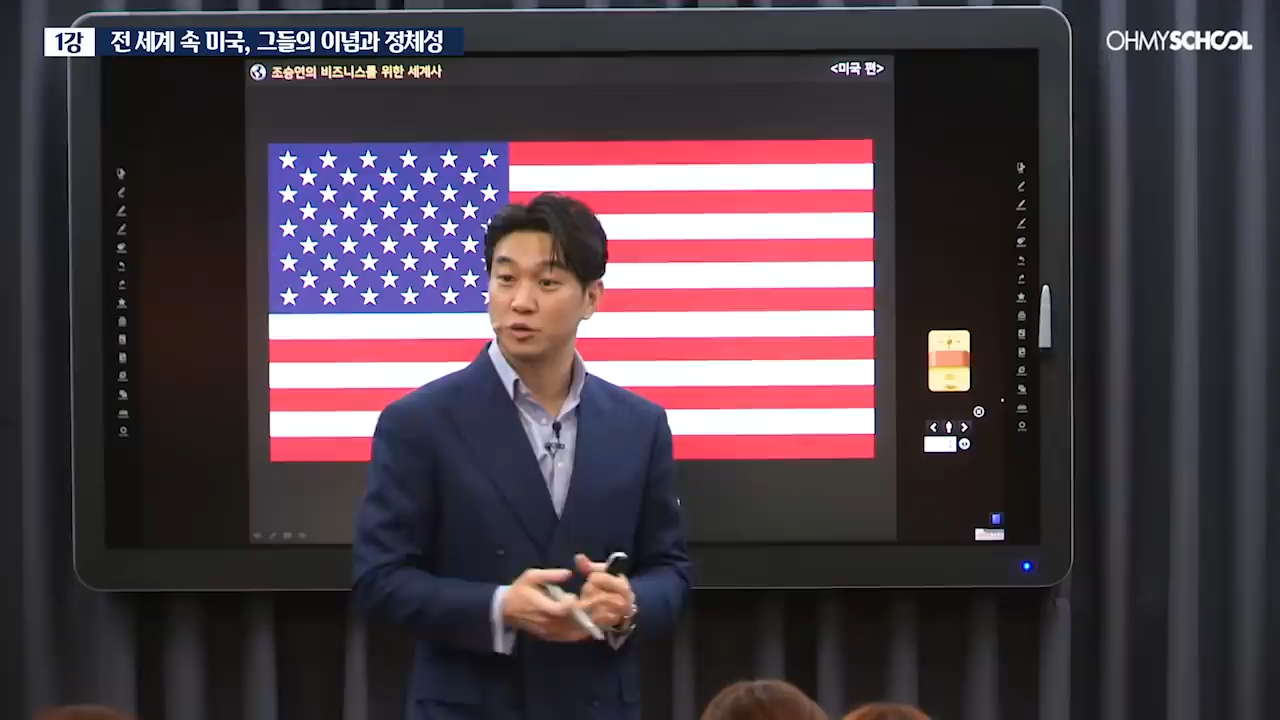 1강 전 세계 속 미국, 그들의 이념과 정체성
OHMYSCHOOL
조승연의 비즈니스를 위한 세계사
<미국 편>